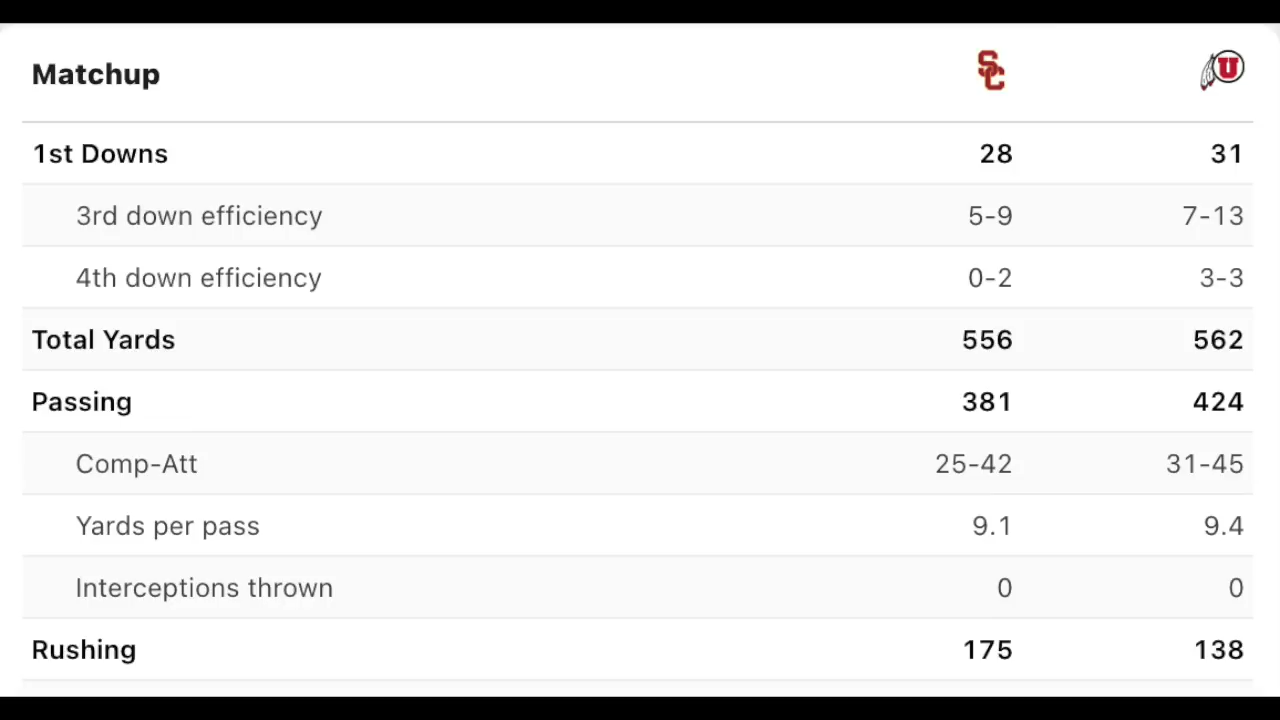 Matchup SC U
1st Downs 28 31
3rd down efficiency 5-9 7-13
4th down efficiency 0-2 3-3
Total Yards 556 562
Passing 381 424
Comp-Att 25-42 31-45
Yards per pass 9.1 9.4
Interceptions thrown 0 0
Rushing 175 138